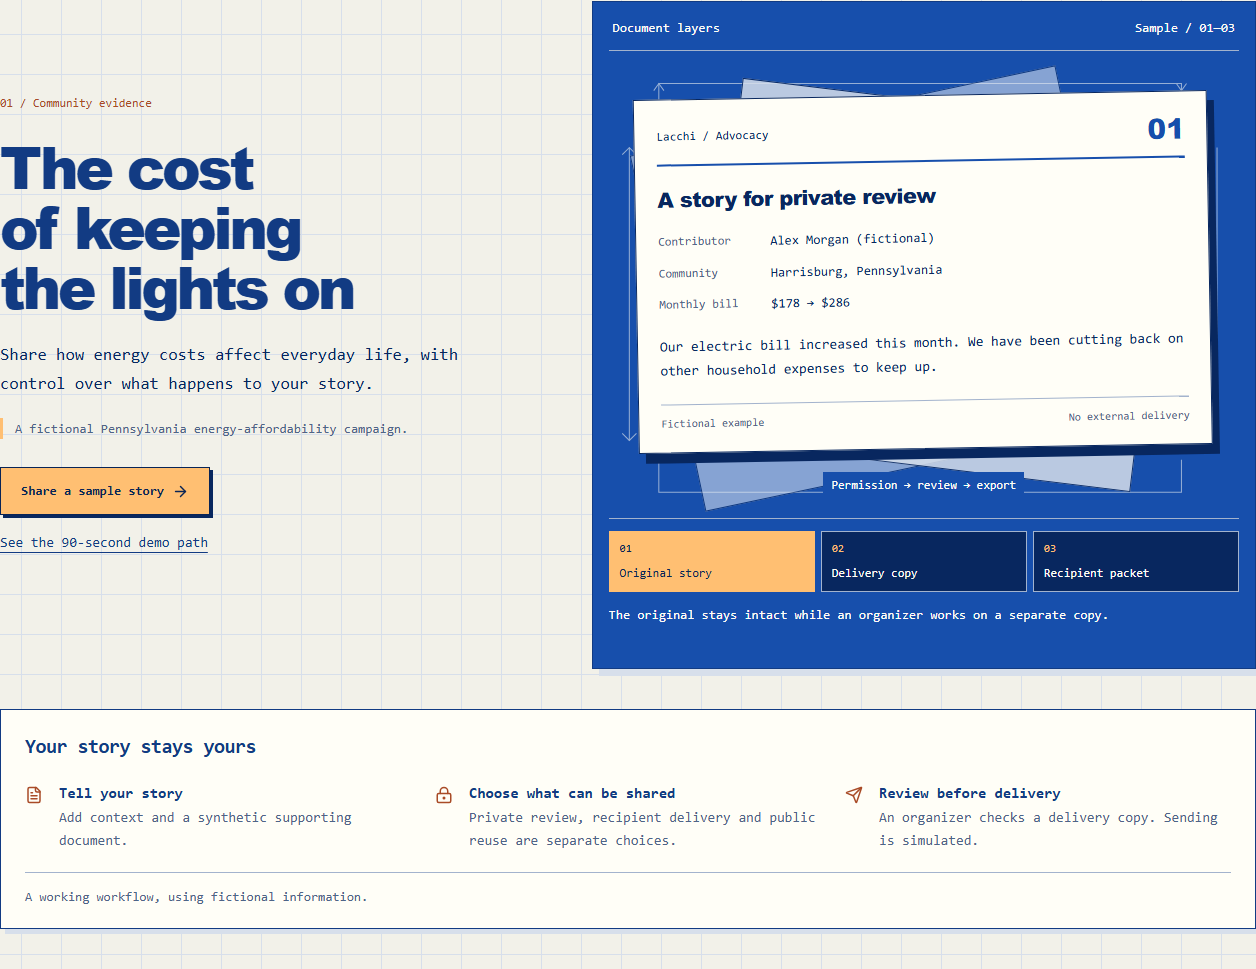 01 / Community evidence
The cost
of keeping
the lights on
Share how energy costs affect everyday life, with
control over what happens to your story.
A fictional Pennsylvania energy-affordability campaign.
Share a sample story →
See the 90-second demo path
Document layers
Sample / 01—03
Lacchi / Advocacy
01
A story for private review
Contributor Alex Morgan (fictional)
Community Harrisburg, Pennsylvania
Monthly bill $178 → $286
Our electric bill increased this month. We have been cutting back on
other household expenses to keep up.
Fictional example
No external delivery
Permission → review → export
01
Original story
02
Delivery copy
03
Recipient packet
The original stays intact while an organizer works on a separate copy.
Your story stays yours
Tell your story
Add context and a synthetic supporting
document.
Choose what can be shared
Private review, recipient delivery and public
reuse are separate choices.
Review before delivery
An organizer checks a delivery copy. Sending
is simulated.
A working workflow, using fictional information.